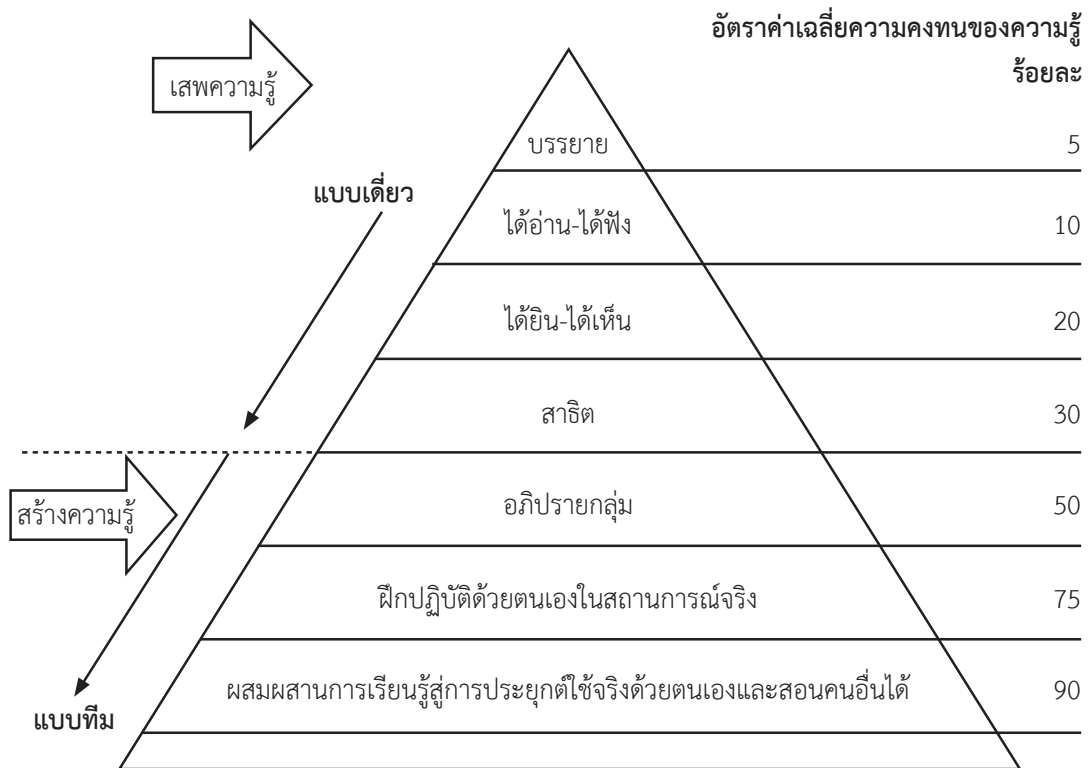 อัตราค่าเฉลี่ยความคงทนของความรู้
ร้อยละ
เสพความรู้
บรรยาย 5
แบบเดี่ยว
ได้อ่าน-ได้ฟัง 10
ได้ยิน-ได้เห็น 20
สาธิต 30
สร้างความรู้
อภิปรายกลุ่ม 50
ฝึกปฏิบัติด้วยตนเองในสถานการณ์จริง 75
ผสมผสานการเรียนรู้สู่การประยุกต์ใช้จริงด้วยตนเองและสอนคนอื่นได้ 90
แบบทีม